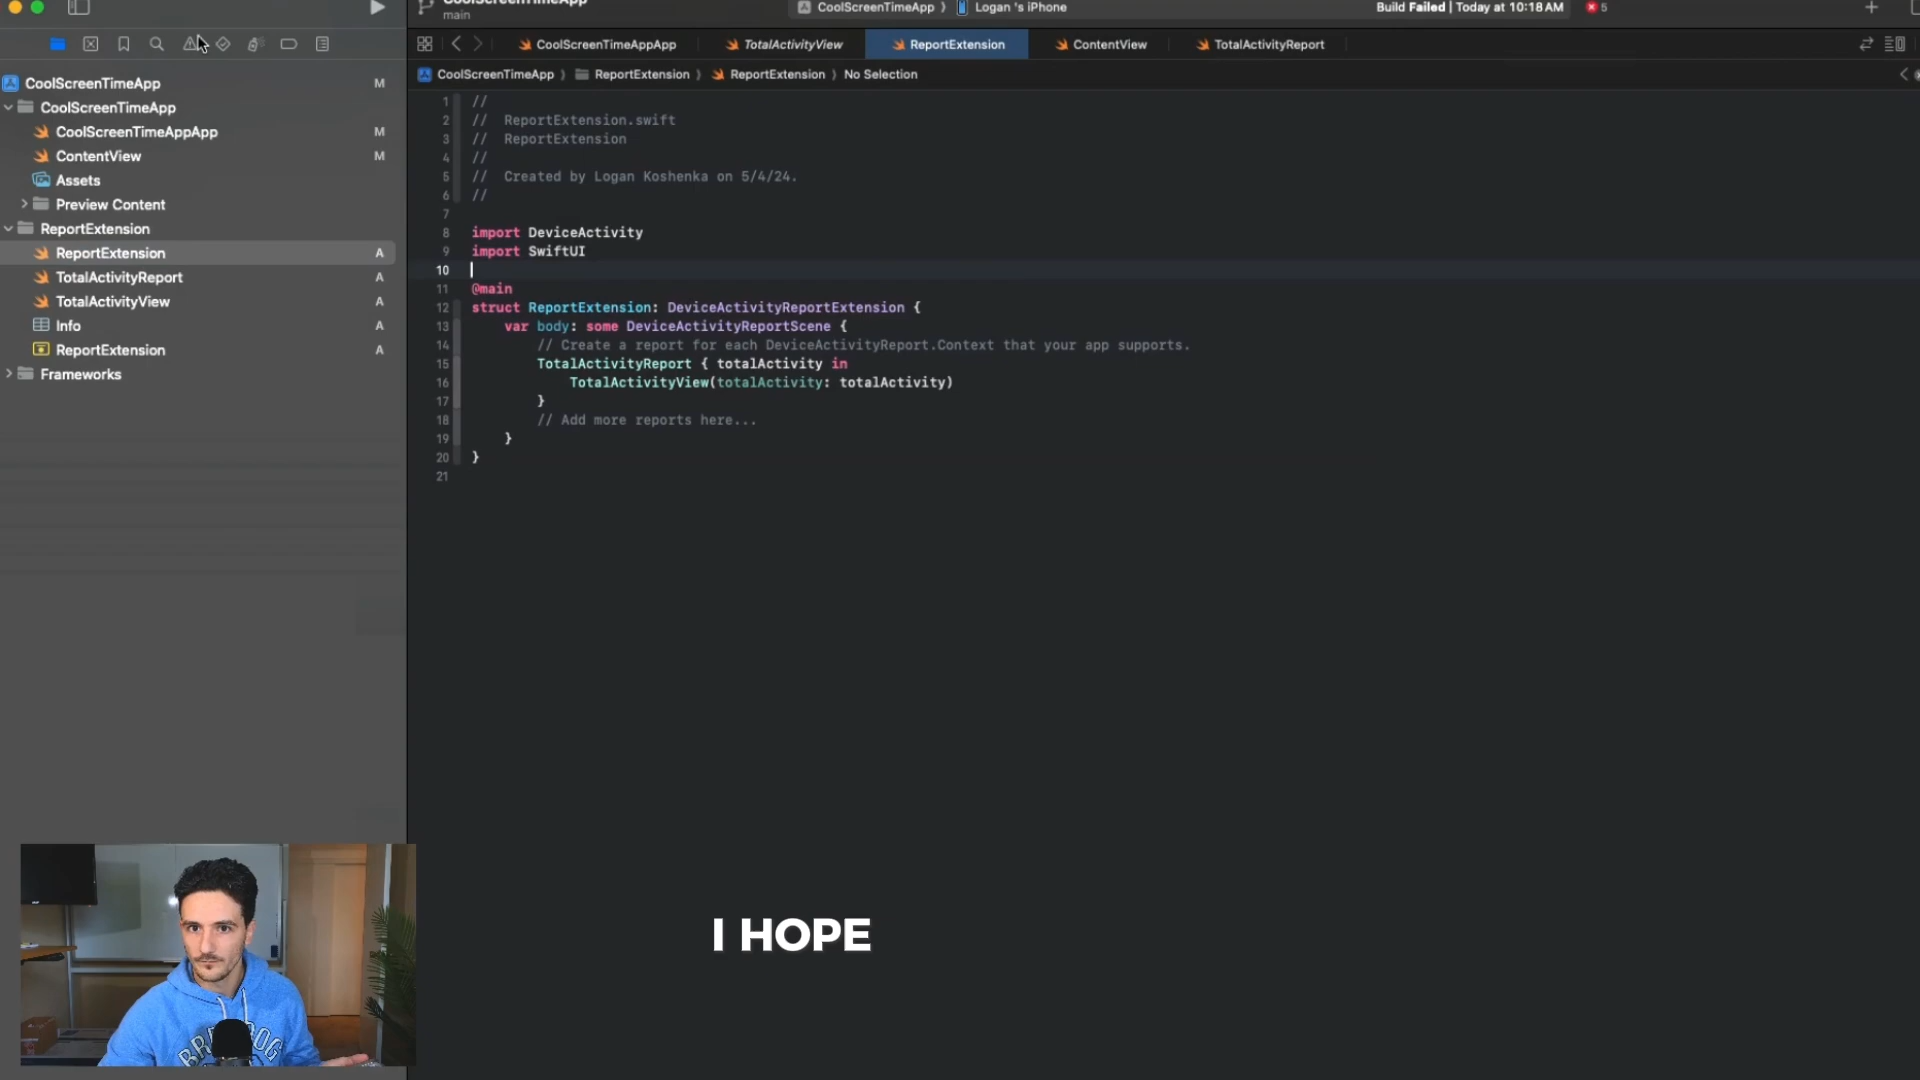 CoolScreenTimeApp
main
CoolScreenTimeApp
Logan 's iPhone
Build Failed | Today at 10:18 AM
5
CoolScreenTimeAppApp
TotalActivityView
ReportExtension
ContentView
TotalActivityReport
CoolScreenTimeApp
ReportExtension
ReportExtension
No Selection
CoolScreenTimeApp M
CoolScreenTimeApp
CoolScreenTimeAppApp M
ContentView M
Assets
Preview Content
ReportExtension
ReportExtension A
TotalActivityReport A
TotalActivityView A
Info A
ReportExtension A
Frameworks
1 //
2 //  ReportExtension.swift
3 //  ReportExtension
4 //
5 //  Created by Logan Koshenka on 5/4/24.
6 //
7
8 import DeviceActivity
9 import SwiftUI
10
11 @main
12 struct ReportExtension: DeviceActivityReportExtension {
13     var body: some DeviceActivityReportScene {
14         // Create a report for each DeviceActivityReport.Context that your app supports.
15         TotalActivityReport { totalActivity in
16             TotalActivityView(totalActivity: totalActivity)
17         }
18         // Add more reports here...
19     }
20 }
21
I HOPE